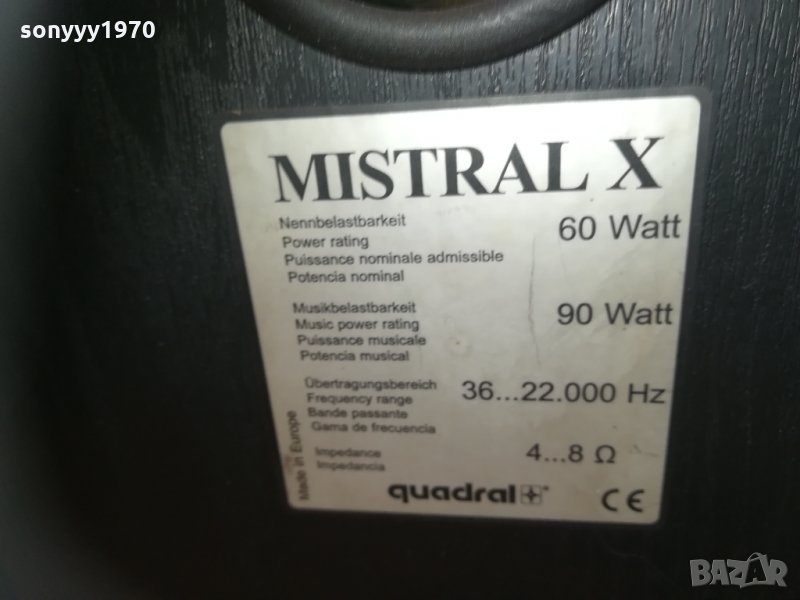 sonyyy1970
MISTRAL X
Nennbelastbarkeit
Power rating
Puissance nominale admissible
Potencia nominal
60 Watt
Musikbelastbarkeit
Music power rating
Puissance musicale
Potencia musical
90 Watt
Übertragungsbereich
Frequency range
Bande passante
Gama de frecuencia
36...22.000 Hz
Impedance
Impedancia
4...8 Ω
Made in Europe
quadral
CE
BAZAR